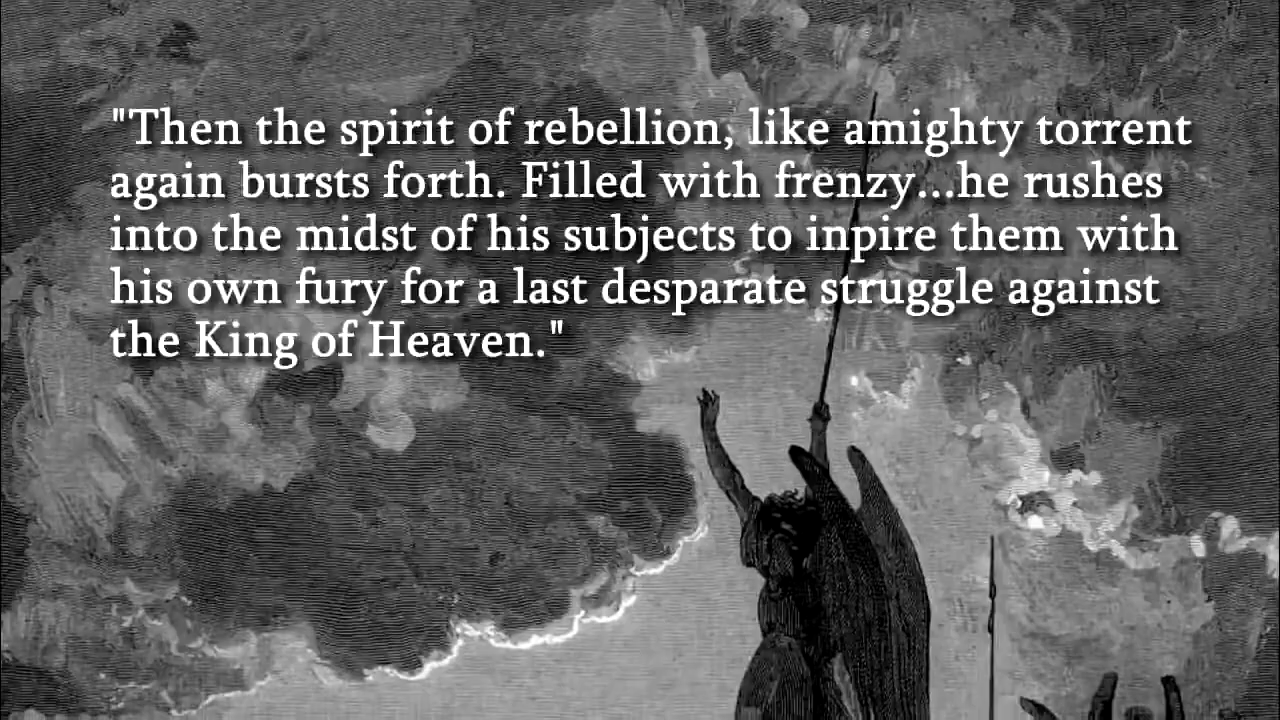 "Then the spirit of rebellion, like amighty torrent
again bursts forth. Filled with frenzy...he rushes
into the midst of his subjects to inpire them with
his own fury for a last desparate struggle against
the King of Heaven."